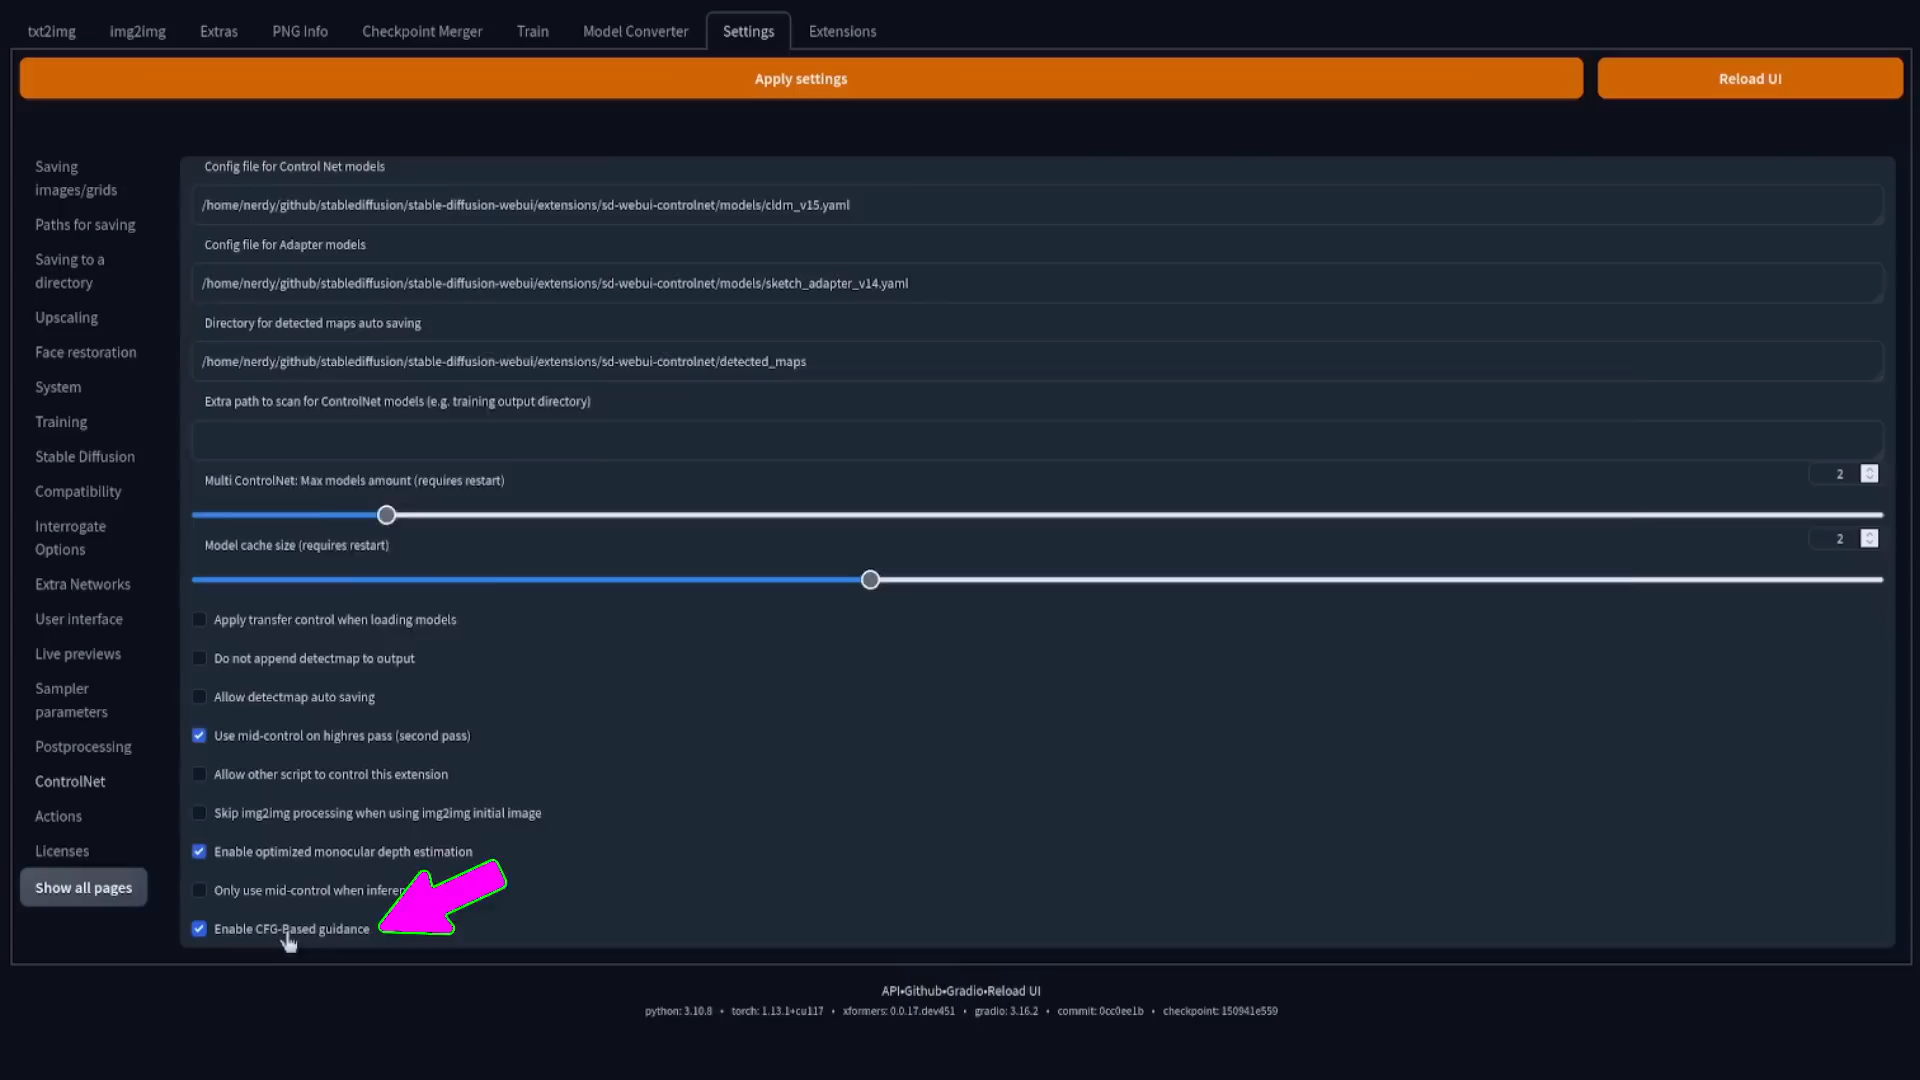 txt2img img2img Extras PNG Info Checkpoint Merger Train Model Converter Settings Extensions
Apply settings Reload UI
Saving
images/grids
Paths for saving
Saving to a
directory
Upscaling
Face restoration
System
Training
Stable Diffusion
Compatibility
Interrogate
Options
Extra Networks
User interface
Live previews
Sampler
parameters
Postprocessing
ControlNet
Actions
Licenses
Show all pages
Config file for Control Net models
/home/nerdy/github/stablediffusion/stable-diffusion-webui/extensions/sd-webui-controlnet/models/cldm_v15.yaml
Config file for Adapter models
/home/nerdy/github/stablediffusion/stable-diffusion-webui/extensions/sd-webui-controlnet/models/sketch_adapter_v14.yaml
Directory for detected maps auto saving
/home/nerdy/github/stablediffusion/stable-diffusion-webui/extensions/sd-webui-controlnet/detected_maps
Extra path to scan for ControlNet models (e.g. training output directory)
Multi ControlNet: Max models amount (requires restart) 2
Model cache size (requires restart) 2
Apply transfer control when loading models
Do not append detectmap to output
Allow detectmap auto saving
Use mid-control on highres pass (second pass)
Allow other script to control this extension
Skip img2img processing when using img2img initial image
Enable optimized monocular depth estimation
Only use mid-control when
Enable CFG-Based guidance
API•Github•Gradio•Reload UI
python: 3.10.8 • torch: 1.13.1+cu117 • xformers: 0.0.17.dev451 • gradio: 3.16.2 • commit: 0cc0ee1b • checkpoint: 150941e559